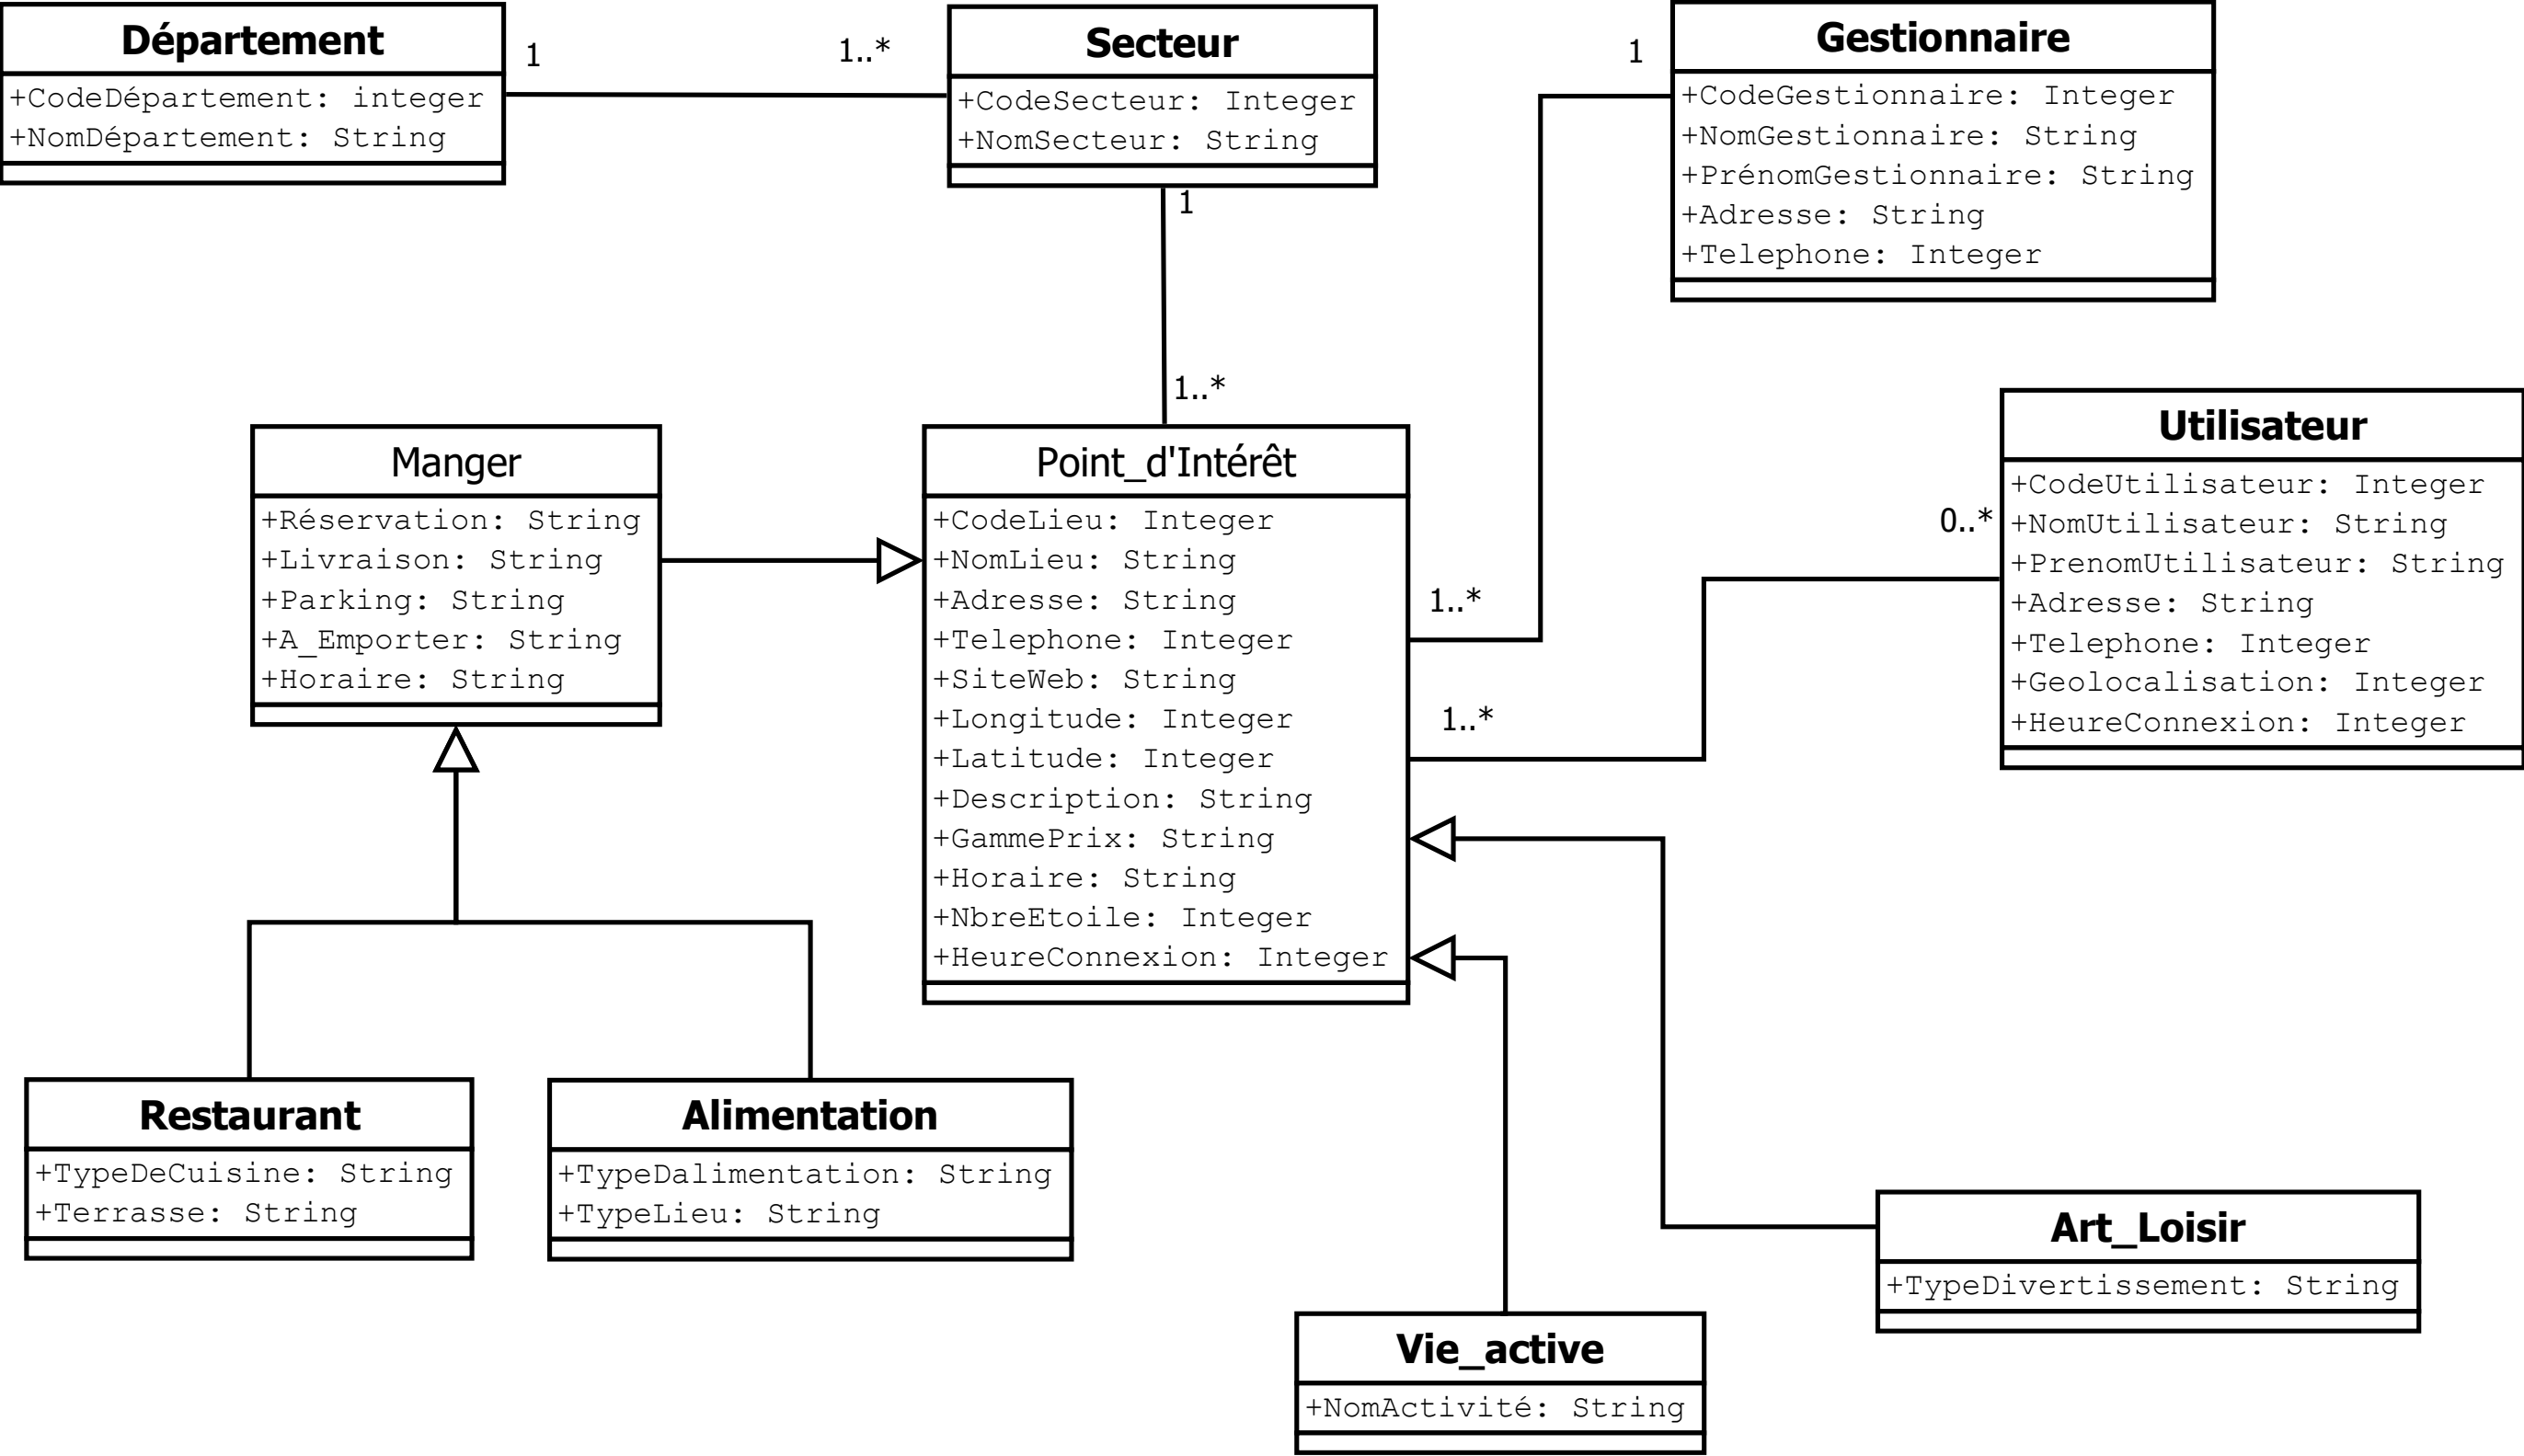 Département
+CodeDépartement: integer
+NomDépartement: String
1
1..*
Secteur
+CodeSecteur: Integer
+NomSecteur: String
1
1..*
Gestionnaire
+CodeGestionnaire: Integer
+NomGestionnaire: String
+PrénomGestionnaire: String
+Adresse: String
+Telephone: Integer
1
Manger
+Réservation: String
+Livraison: String
+Parking: String
+A_Emporter: String
+Horaire: String
Point_d'Intérêt
+CodeLieu: Integer
+NomLieu: String
+Adresse: String
+Telephone: Integer
+SiteWeb: String
+Longitude: Integer
+Latitude: Integer
+Description: String
+GammePrix: String
+Horaire: String
+NbreEtoile: Integer
+HeureConnexion: Integer
1..*
1..*
0..*
Utilisateur
+CodeUtilisateur: Integer
+NomUtilisateur: String
+PrenomUtilisateur: String
+Adresse: String
+Telephone: Integer
+Geolocalisation: Integer
+HeureConnexion: Integer
Restaurant
+TypeDeCuisine: String
+Terrasse: String
Alimentation
+TypeDalimentation: String
+TypeLieu: String
Art_Loisir
+TypeDivertissement: String
Vie_active
+NomActivité: String